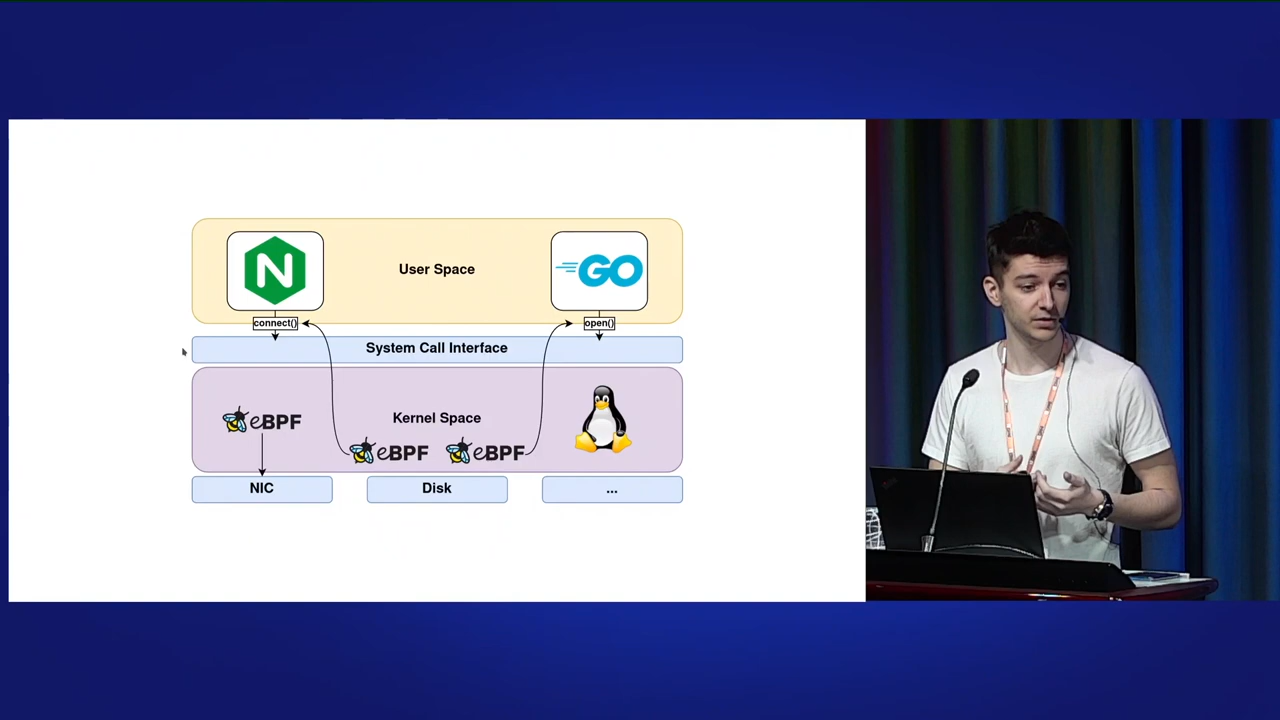 N
User Space
GO
connect()
open()
System Call Interface
eBPF
Kernel Space
eBPF
eBPF
NIC
Disk
...